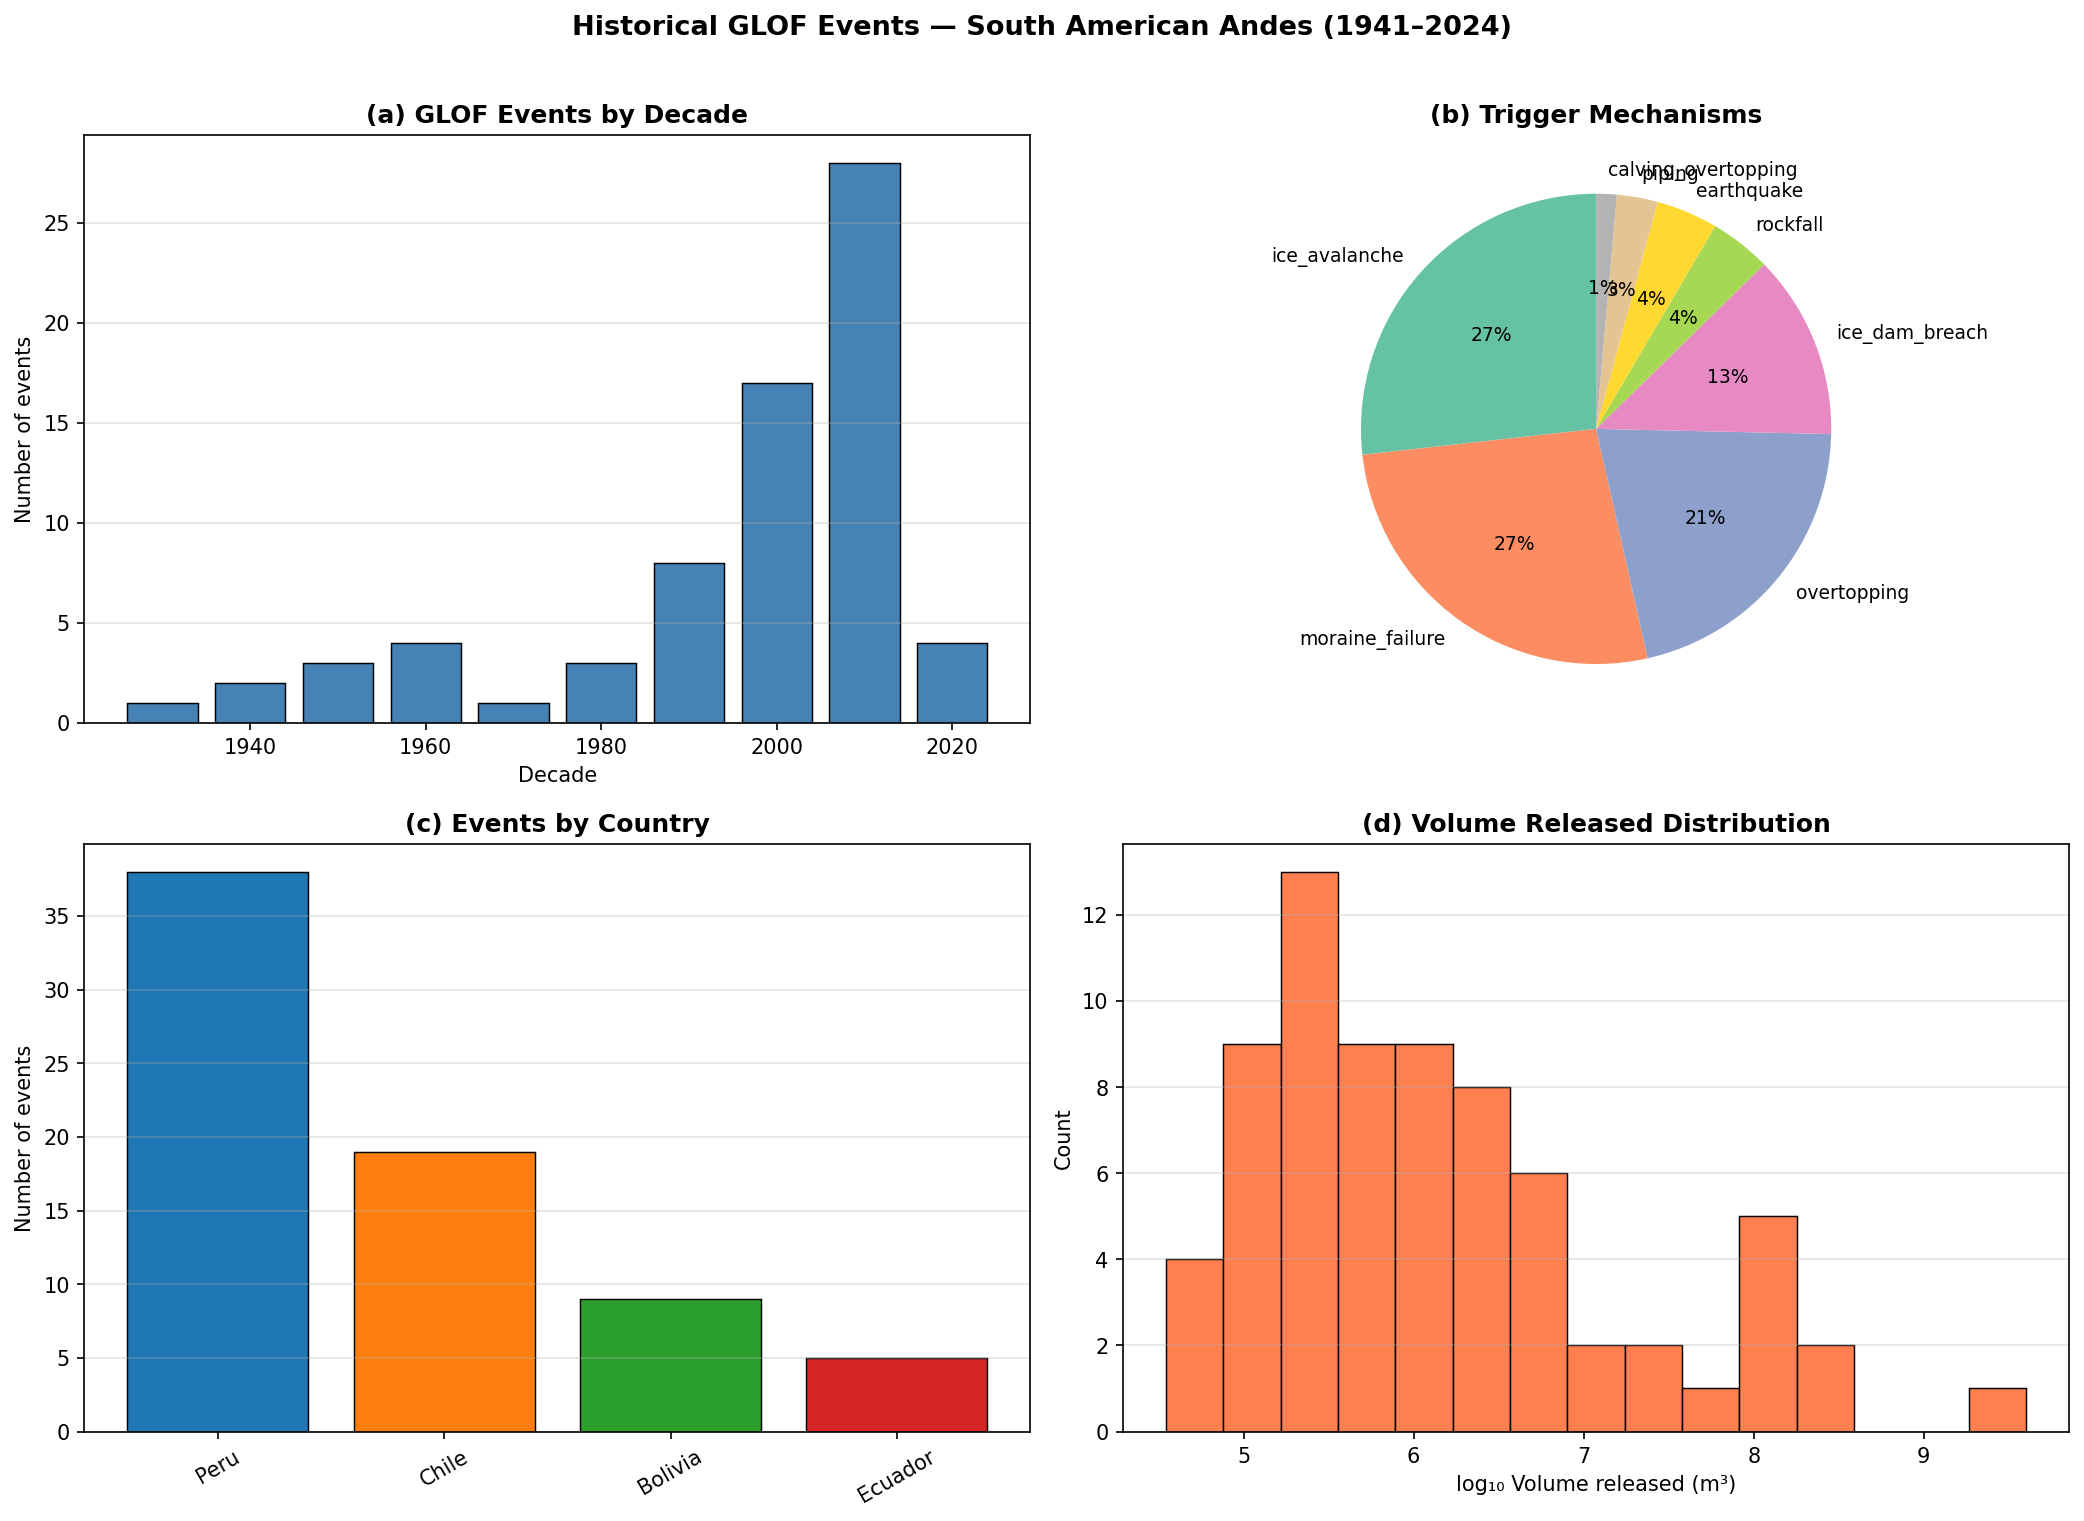 Historical GLOF Events — South American Andes (1941–2024)
(a) GLOF Events by Decade
Number of events
25
20
15
10
5
0
1940
1960
1980
2000
2020
Decade
(b) Trigger Mechanisms
calving_overtopping
piping
earthquake
rockfall
ice_avalanche
ice_dam_breach
overtopping
moraine_failure
1%
3%
4%
4%
27%
13%
21%
27%
(c) Events by Country
Number of events
35
30
25
20
15
10
5
0
Peru
Chile
Bolivia
Ecuador
(d) Volume Released Distribution
Count
12
10
8
6
4
2
0
5
6
7
8
9
log₁₀ Volume released (m³)